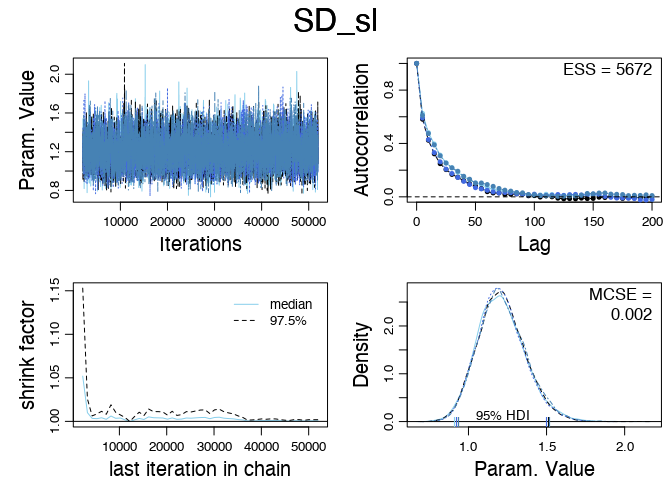 SD_sl
Param. Value
0.8 1.2 1.6 2.0
10000 20000 30000 40000 50000
Iterations
Autocorrelation
0.0 0.4 0.8
ESS = 5672
0 50 100 150 200
Lag
shrink factor
1.00 1.05 1.10 1.15
median
97.5%
10000 20000 30000 40000 50000
last iteration in chain
Density
0.0 1.0 2.0
MCSE =
0.002
95% HDI
1.0 1.5 2.0
Param. Value